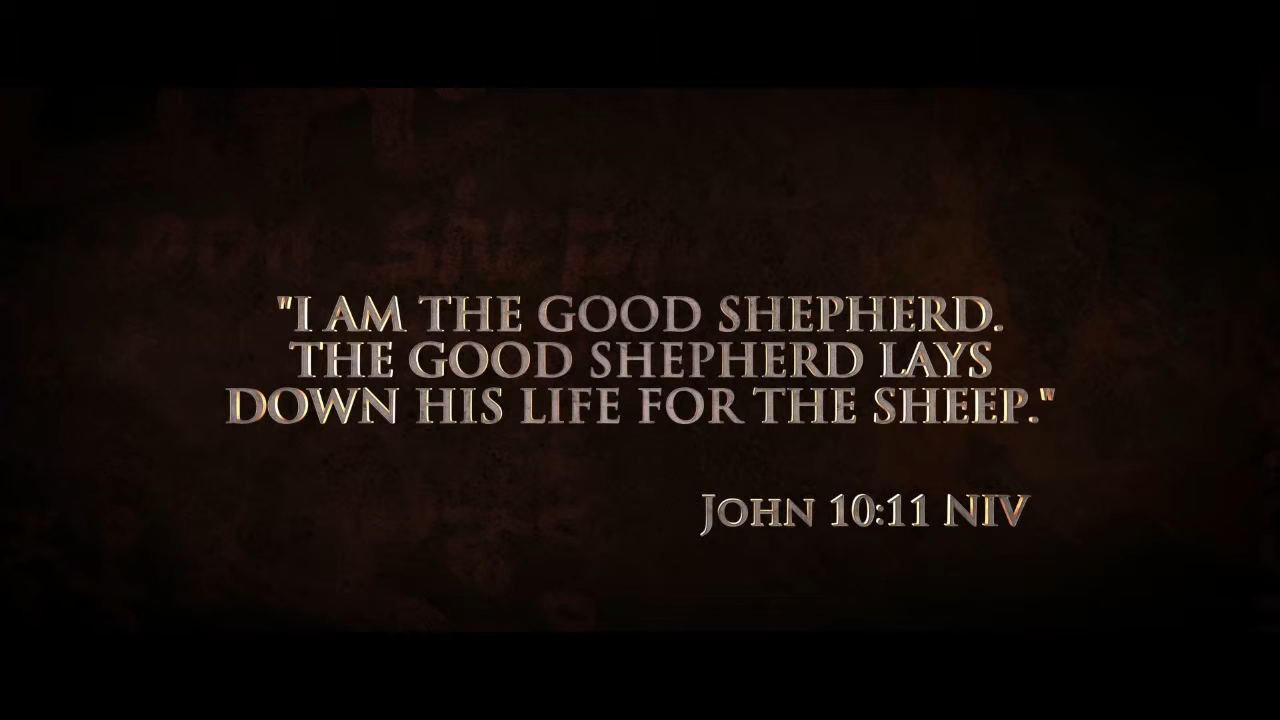 "I AM THE GOOD SHEPHERD.
THE GOOD SHEPHERD LAYS
DOWN HIS LIFE FOR THE SHEEP."
JOHN 10:11 NIV